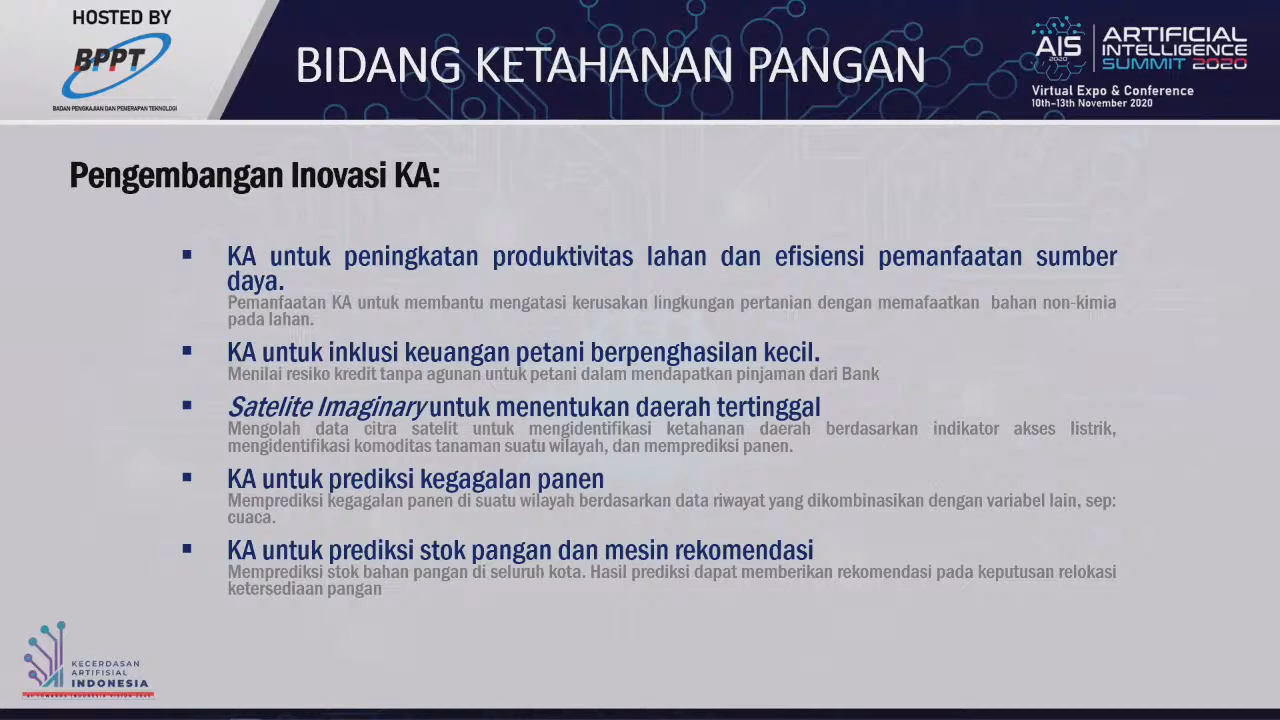 HOSTED BY
BPPT
BADAN PENGKAJIAN DAN PENERAPAN TEKNOLOGI
BIDANG KETAHANAN PANGAN
AIS
2020
ARTIFICIAL
INTELLIGENCE
SUMMIT 2020
Virtual Expo & Conference
10th-13th November 2020
Pengembangan Inovasi KA:
▪ KA untuk peningkatan produktivitas lahan dan efisiensi pemanfaatan sumber
daya.
Pemanfaatan KA untuk membantu mengatasi kerusakan lingkungan pertanian dengan memafaatkan bahan non-kimia
pada lahan.
▪ KA untuk inklusi keuangan petani berpenghasilan kecil.
Menilai resiko kredit tanpa agunan untuk petani dalam mendapatkan pinjaman dari Bank
▪ Satelite Imaginary untuk menentukan daerah tertinggal
Mengolah data citra satelit untuk mengidentifikasi ketahanan daerah berdasarkan indikator akses listrik,
mengidentifikasi komoditas tanaman suatu wilayah, dan memprediksi panen.
▪ KA untuk prediksi kegagalan panen
Memprediksi kegagalan panen di suatu wilayah berdasarkan data riwayat yang dikombinasikan dengan variabel lain, sep:
cuaca.
▪ KA untuk prediksi stok pangan dan mesin rekomendasi
Memprediksi stok bahan pangan di seluruh kota. Hasil prediksi dapat memberikan rekomendasi pada keputusan relokasi
ketersediaan pangan
KECERDASAN
ARTIFISIAL
INDONESIA